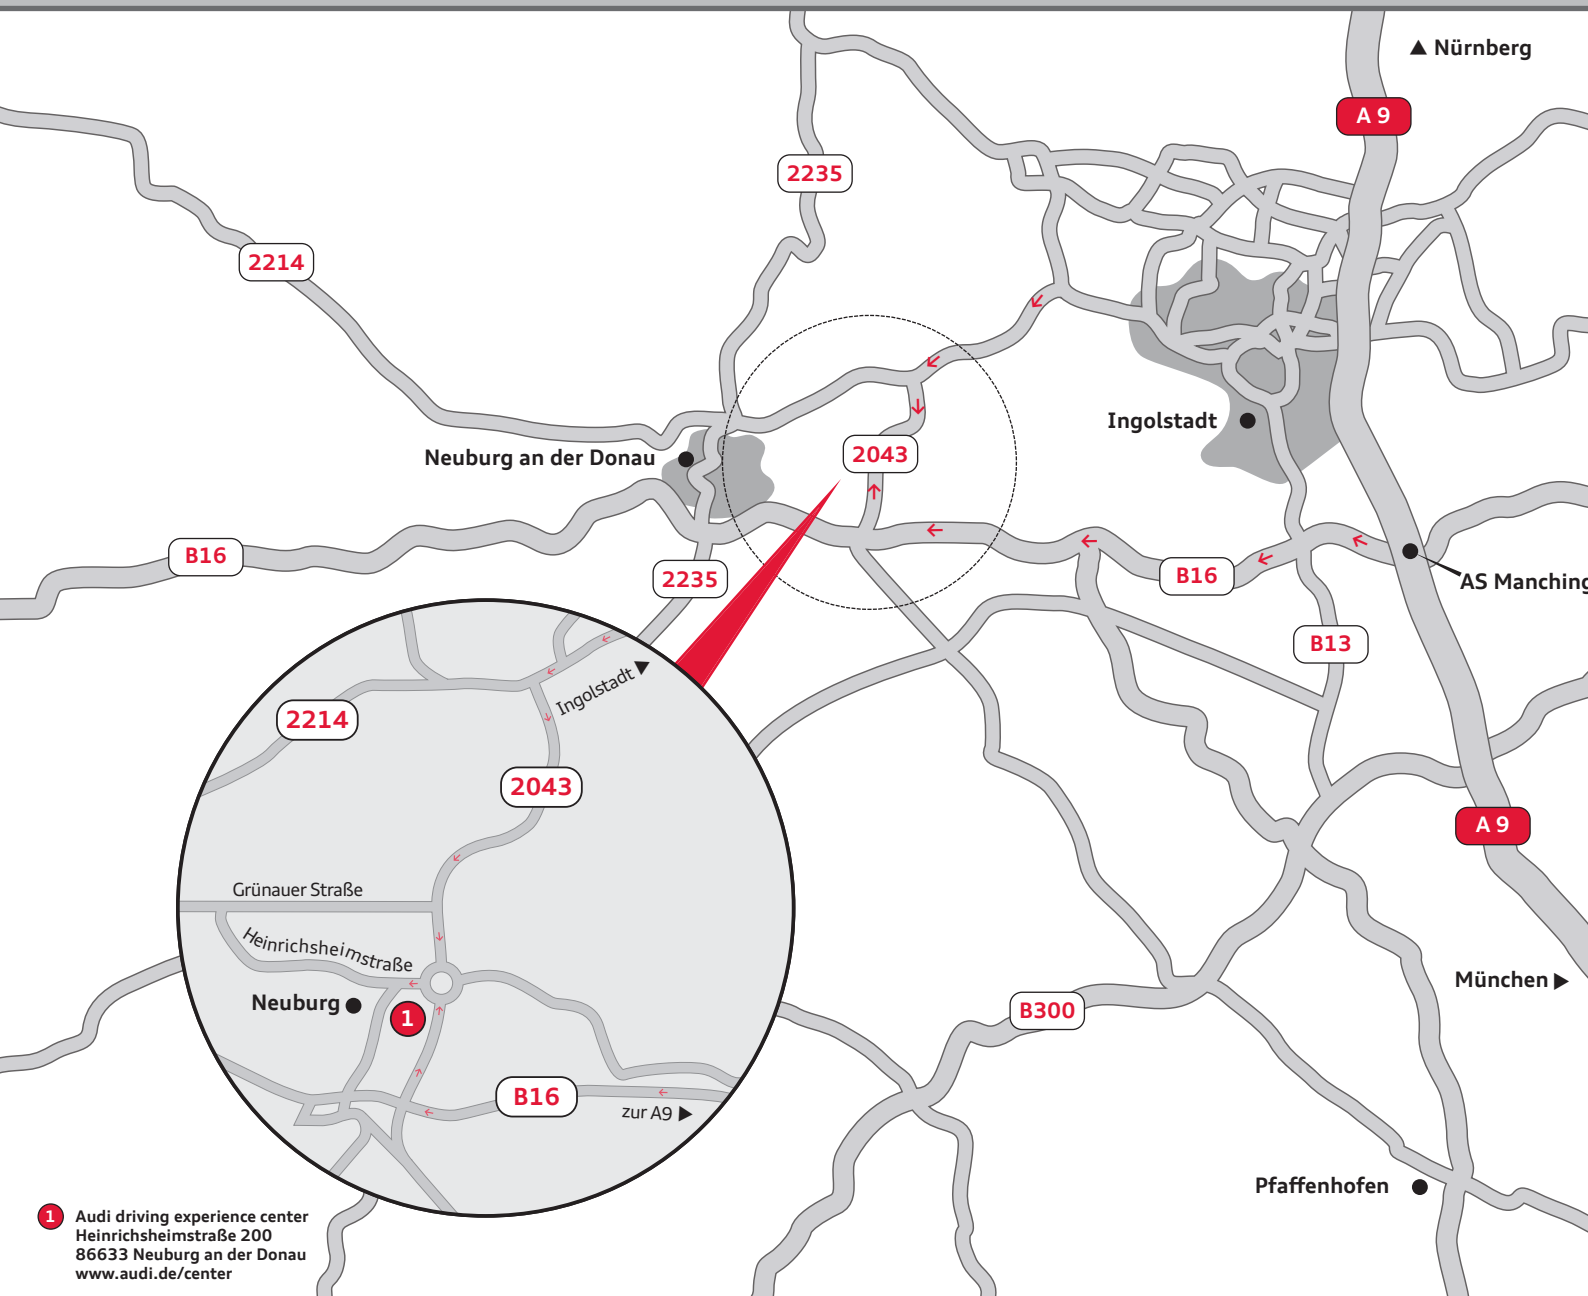 Nürnberg
A 9
2235
2214
Ingolstadt
2043
Neuburg an der Donau
B16
2235
B16
AS Manching
B13
Ingolstadt
2214
2043
A 9
Grünauer Straße
Heinrichsheimstraße
Neuburg
1
München
B300
B16
zur A9
Pfaffenhofen
1 Audi driving experience center
Heinrichsheimstraße 200
86633 Neuburg an der Donau
www.audi.de/center